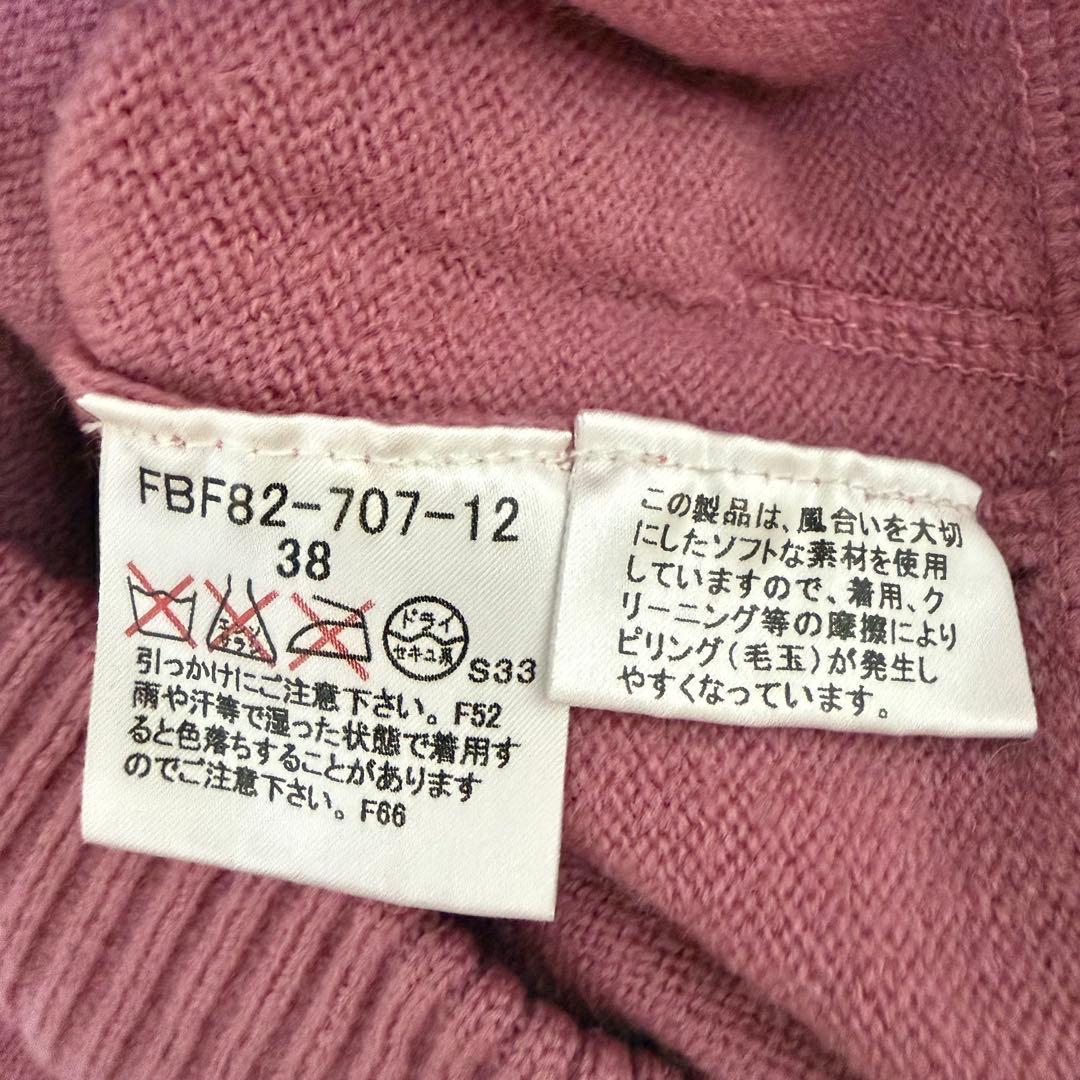 FBF82-707-12
38
エンソ
サラシ
ドライ
セキユ系
S33
引っかけにご注意下さい。F52
雨や汗等で湿った状態で着用す
ると色落ちすることがあります
のでご注意下さい。F66
この製品は、風合いを大切
にしたソフトな素材を使用
していますので、着用、ク
リーニング等の摩擦により
ピリング(毛玉)が発生し
やすくなっています。